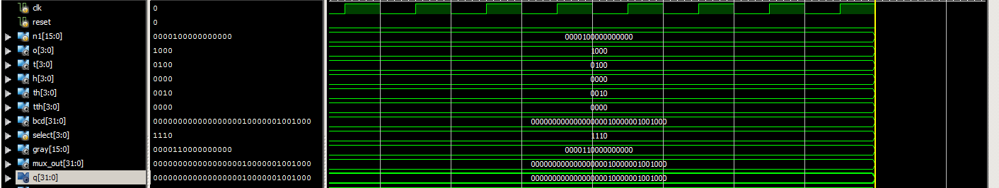 clk 0
reset 0
n1[15:0] 0000100000000000 0000100000000000
o[3:0] 1000 1000
t[3:0] 0100 0100
h[3:0] 0000 0000
th[3:0] 0010 0010
tth[3:0] 0000 0000
bcd[31:0] 00000000000000000010000001001000 00000000000000000010000001001000
select[3:0] 1110 1110
gray[15:0] 0000110000000000 0000110000000000
mux_out[31:0] 00000000000000000010000001001000 00000000000000000010000001001000
q[31:0] 00000000000000000010000001001000 00000000000000000010000001001000